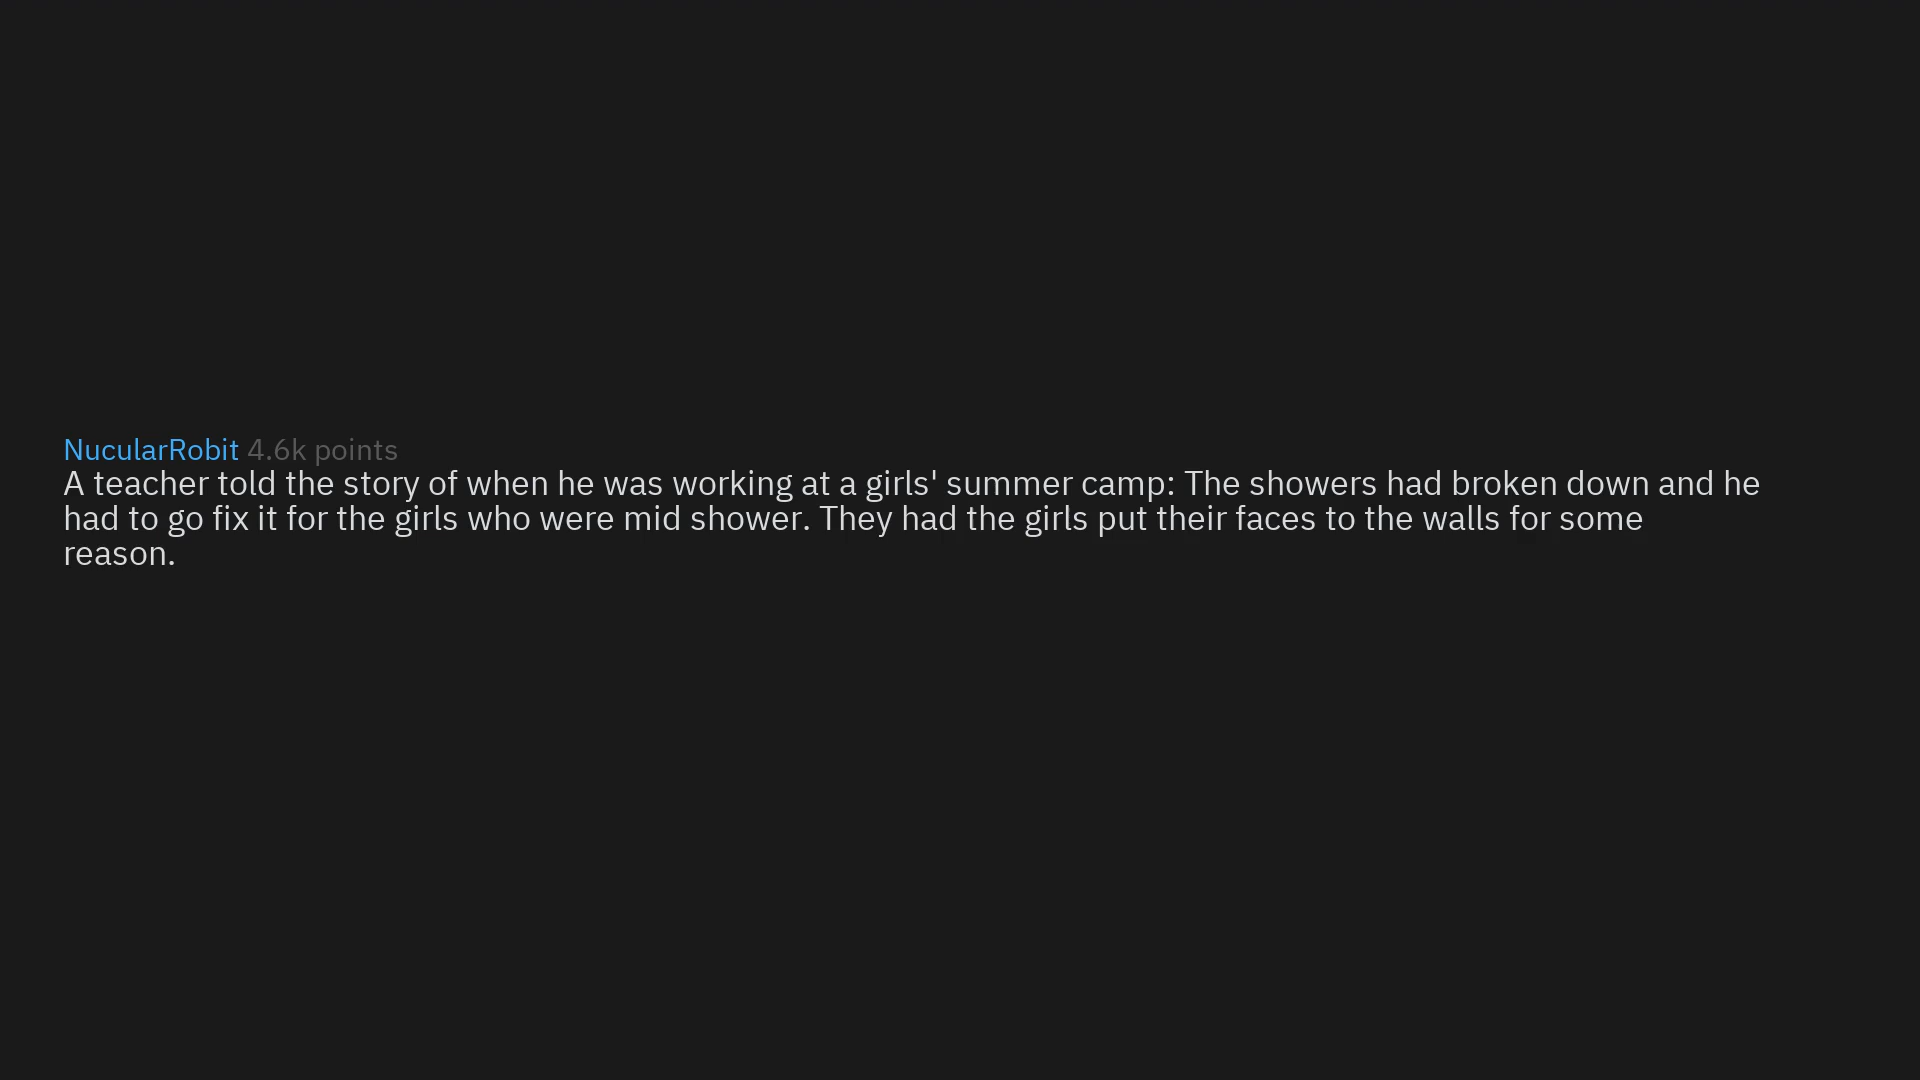 NucularRobit 4.6k points
A teacher told the story of when he was working at a girls' summer camp: The showers had broken down and he
had to go fix it for the girls who were mid shower. They had the girls put their faces to the walls for some
reason.